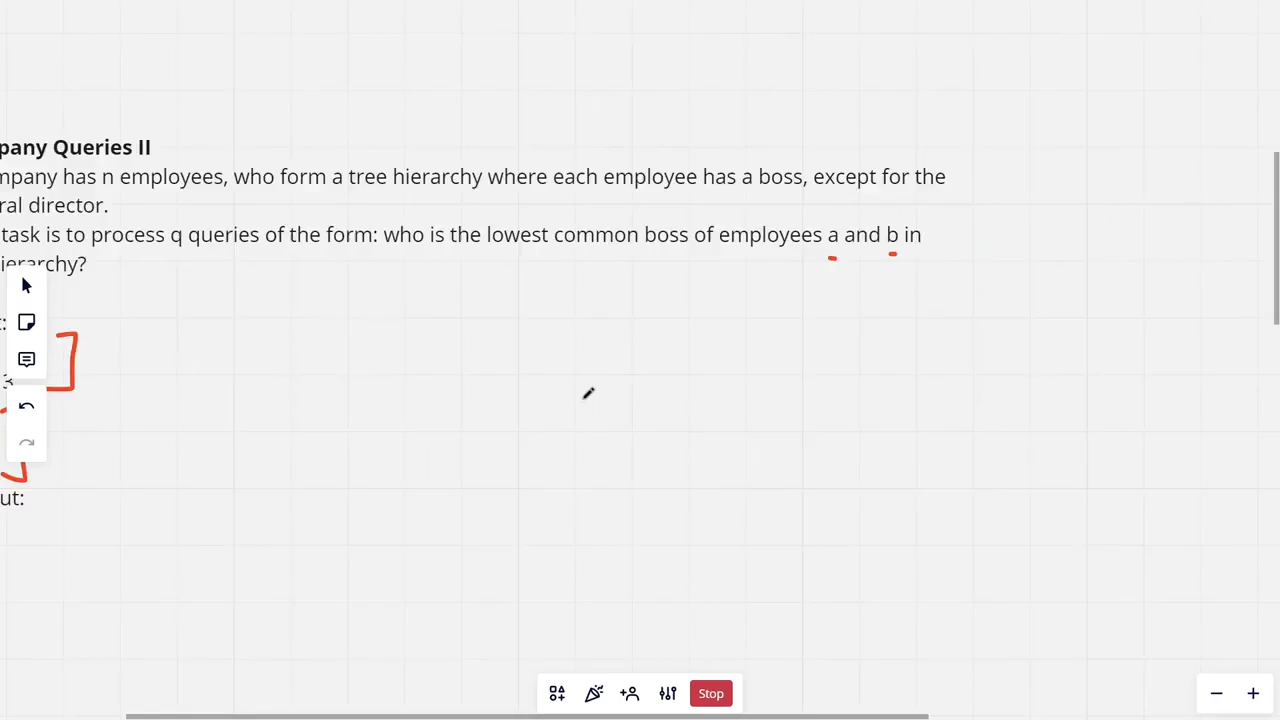 pany Queries II
mpany has n employees, who form a tree hierarchy where each employee has a boss, except for the
ral director.
task is to process q queries of the form: who is the lowest common boss of employees a and b in
ierarchy?
t:
3
ut:
Stop